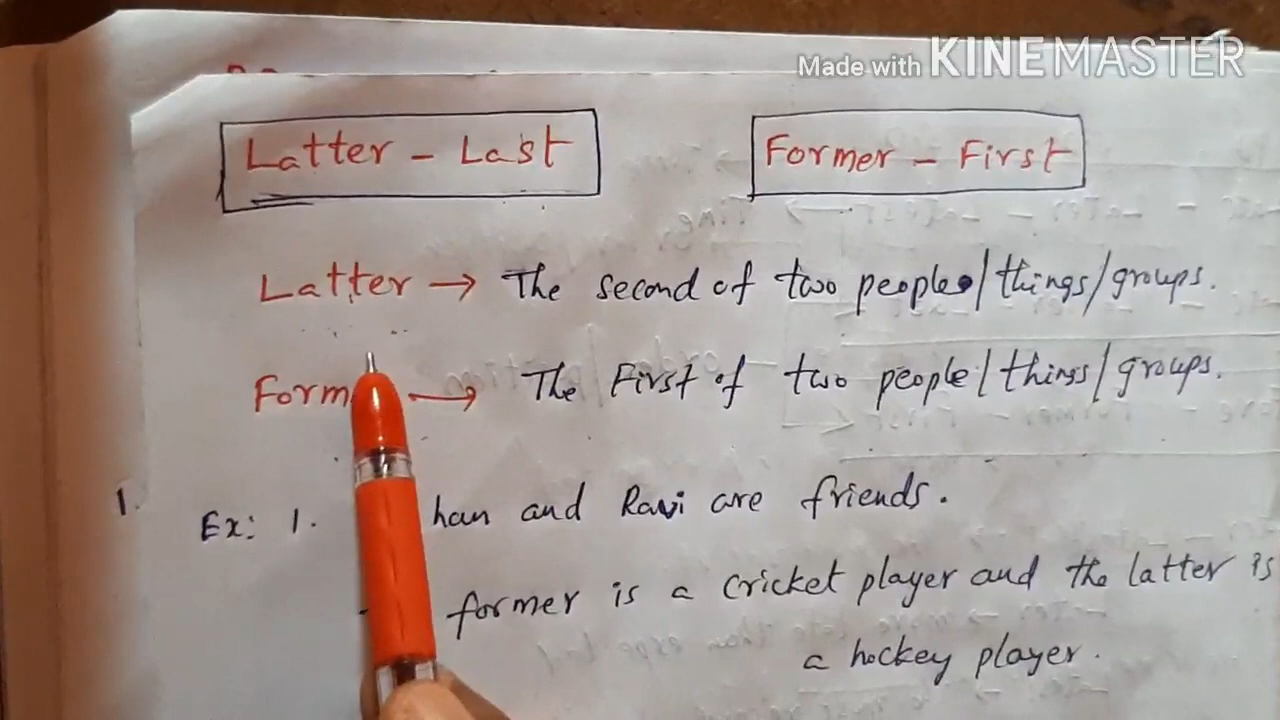 Made with KINEMASTER
Latter - Last
Former - First
Latter → The second of two people/things/groups.
→ The First of two people/things/groups.
1.
Ex: 1. and Ravi are friends.
former is a cricket player and the latter is
a hockey player.